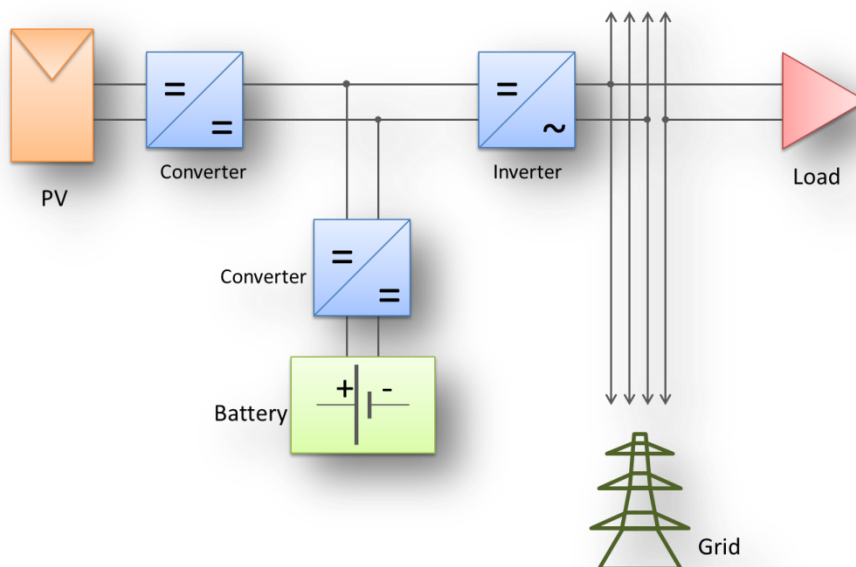 =
=
=
~
Converter
Inverter
PV
Load
=
=
Converter
+ -
Battery
Grid